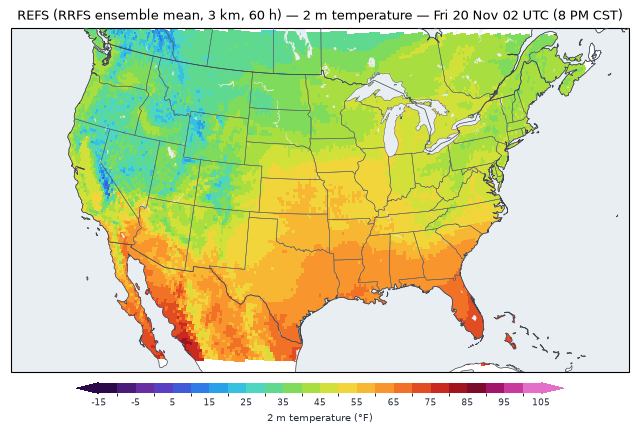 REFS (RRFS ensemble mean, 3 km, 60 h) — 2 m temperature — Fri 20 Nov 02 UTC (8 PM CST)
-15 -5 5 15 25 35 45 55 65 75 85 95 105
2 m temperature (°F)